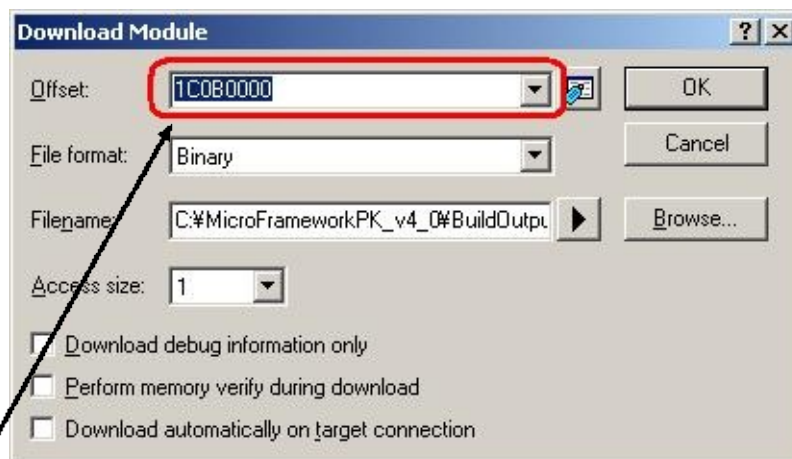 Download Module
Offset: 1C0B0000
OK
File format: Binary
Cancel
Filename: C:¥MicroFrameworkPK_v4_0¥BuildOutpu
Browse...
Access size: 1
Download debug information only
Perform memory verify during download
Download automatically on target connection